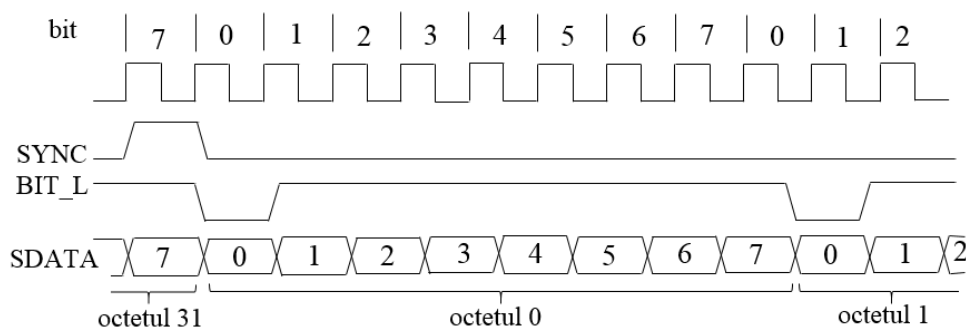 bit 7 0 1 2 3 4 5 6 7 0 1 2
SYNC
BIT_L
SDATA 7 0 1 2 3 4 5 6 7 0 1 2
octetul 31 octetul 0 octetul 1